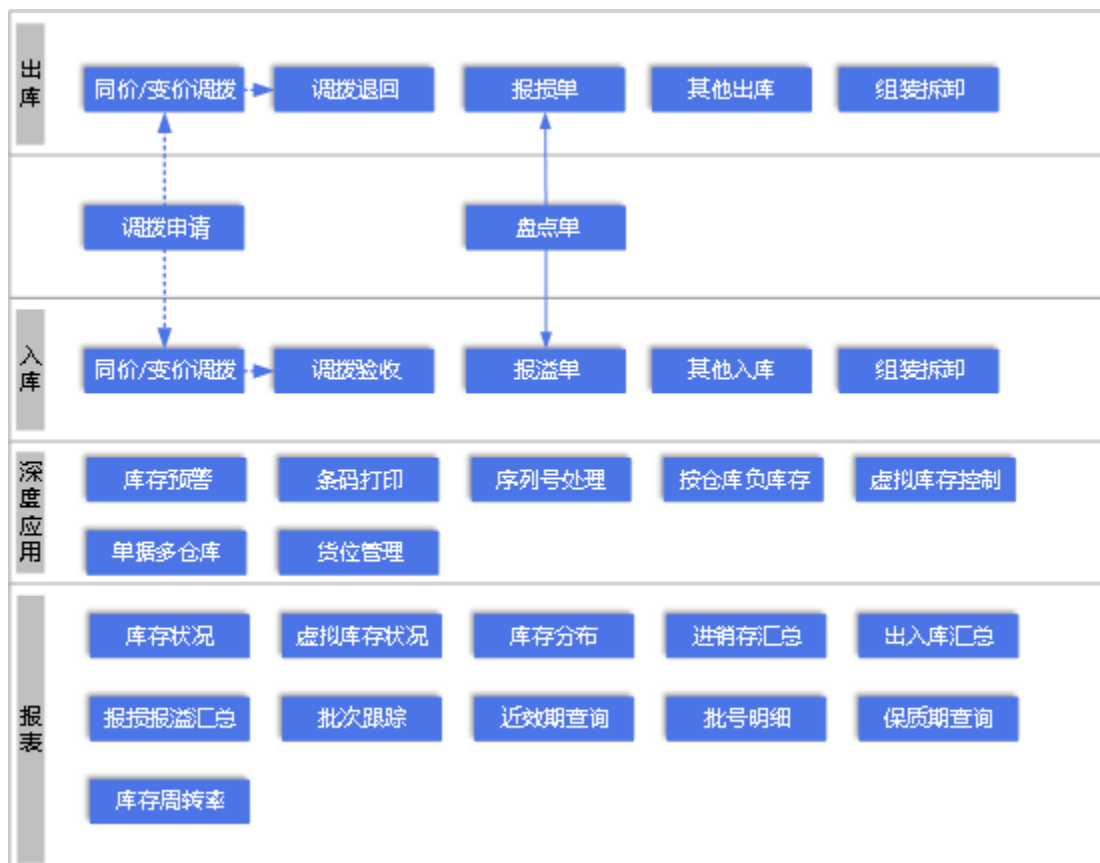 出库
同价/变价调拨
调拨退回
报损单
其他出库
组装拆卸
调拨申请
盘点单
入库
同价/变价调拨
调拨验收
报溢单
其他入库
组装拆卸
深度应用
库存预警
条码打印
序列号处理
按仓库负库存
虚拟库存控制
单据多仓库
货位管理
报表
库存状况
虚拟库存状况
库存分布
进销存汇总
出入库汇总
报损报溢汇总
批次跟踪
近效期查询
批号明细
保质期查询
库存周转率